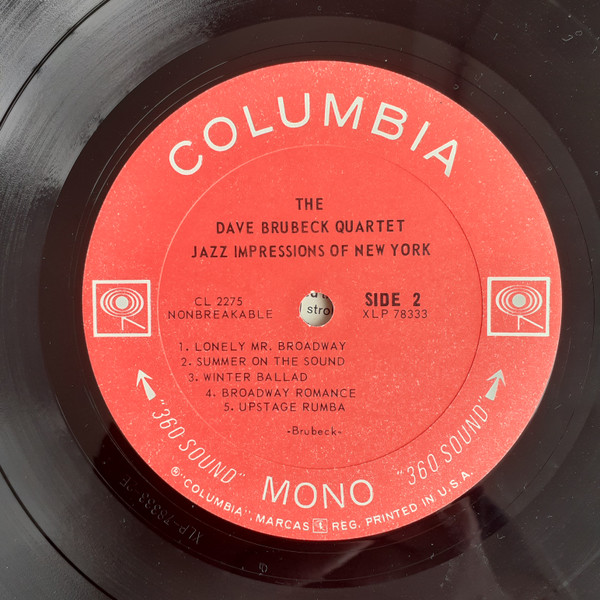 COLUMBIA
THE
DAVE BRUBECK QUARTET
JAZZ IMPRESSIONS OF NEW YORK
CL 2275
NONBREAKABLE
stro
SIDE 2
XLP 78333
1. LONELY MR. BROADWAY
2. SUMMER ON THE SOUND
3. WINTER BALLAD
4. BROADWAY ROMANCE
5. UPSTAGE RUMBA
-Brubeck-
"360 SOUND"
MONO
"360 SOUND"
®"COLUMBIA", MARCAS REG. PRINTED IN U.S.A.